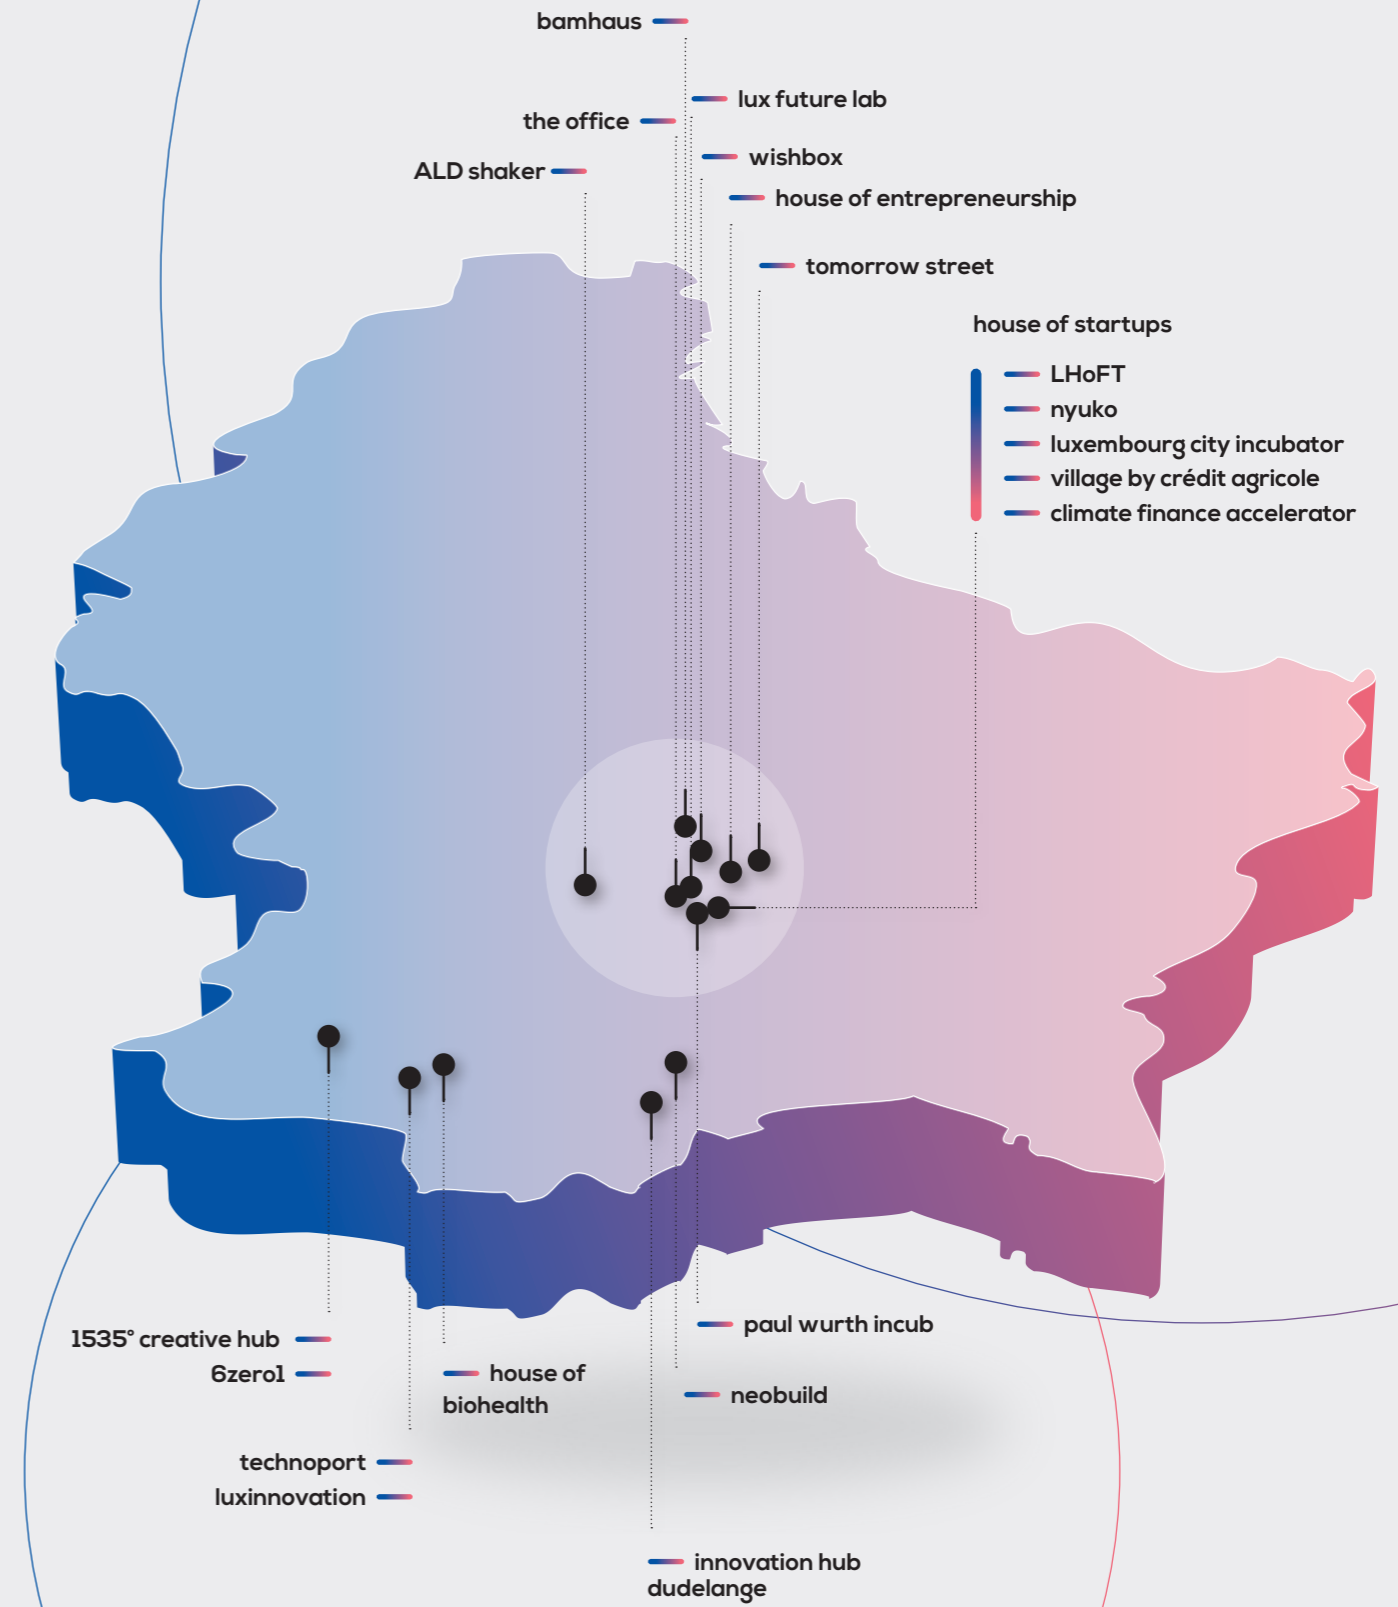 bamhaus
lux future lab
the office
wishbox
ALD shaker
house of entrepreneurship
tomorrow street
house of startups
LHoFT
nyuko
luxembourg city incubator
village by crédit agricole
climate finance accelerator
paul wurth incub
1535° creative hub
6zero1
house of
biohealth
neobuild
technoport
luxinnovation
innovation hub
dudelange